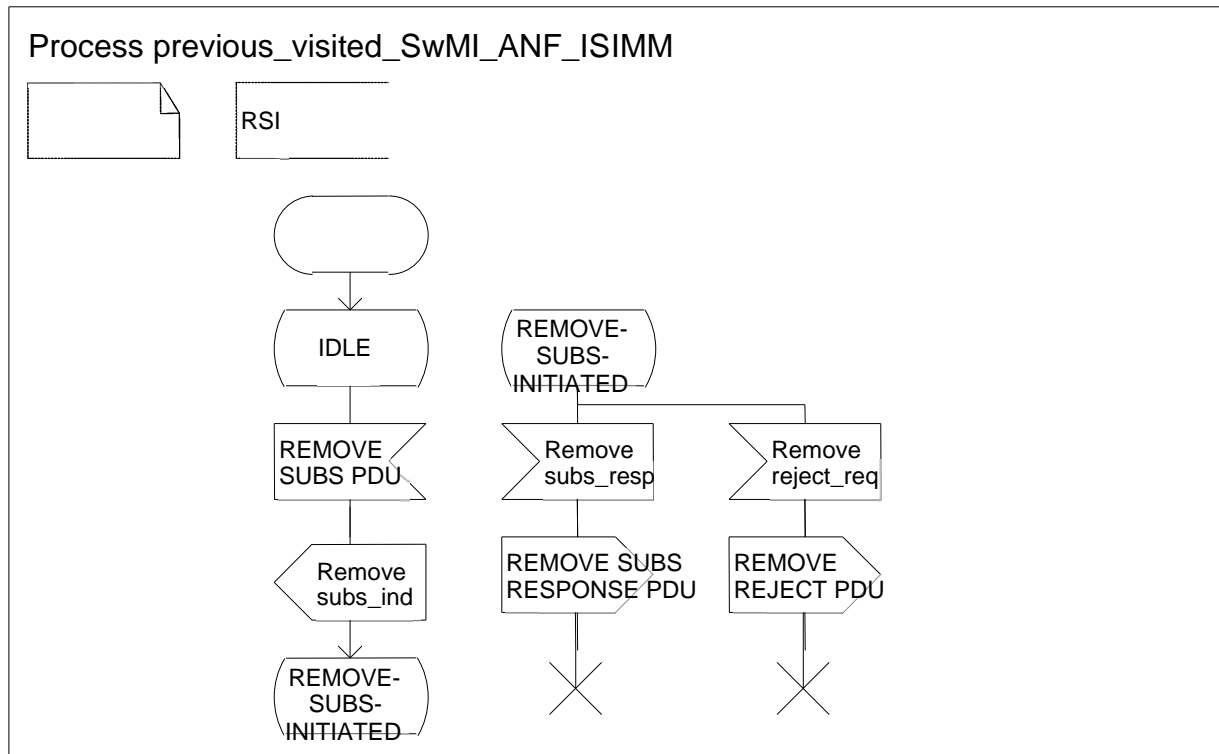 Process previous_visited_SwMI_ANF_ISIMM
RSI
IDLE
REMOVE
SUBS PDU
Remove
subs_ind
REMOVE-
SUBS-
INITIATED
REMOVE-
SUBS-
INITIATED
Remove
subs_resp
REMOVE SUBS
RESPONSE PDU
Remove
reject_req
REMOVE
REJECT PDU